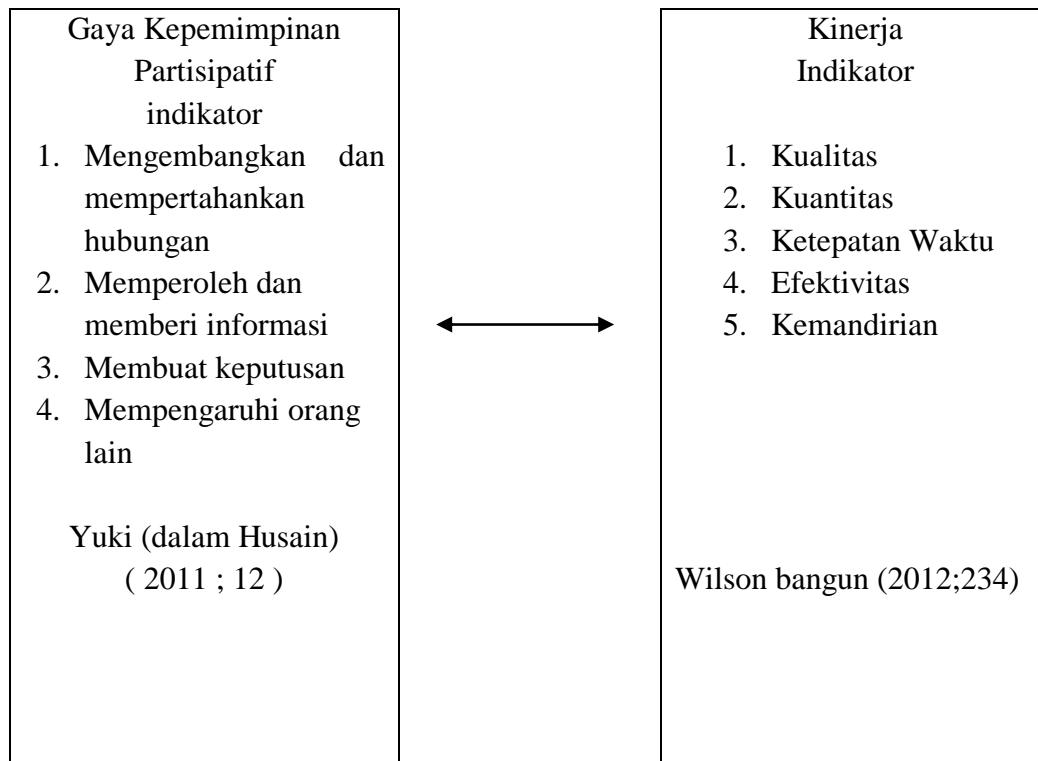 Gaya Kepemimpinan
Partisipatif
indikator
1. Mengembangkan dan
mempertahankan
hubungan
2. Memperoleh dan
memberi informasi
3. Membuat keputusan
4. Mempengaruhi orang
lain
Yuki (dalam Husain)
( 2011 ; 12 )
Kinerja
Indikator
1. Kualitas
2. Kuantitas
3. Ketepatan Waktu
4. Efektivitas
5. Kemandirian
Wilson bangun (2012;234)